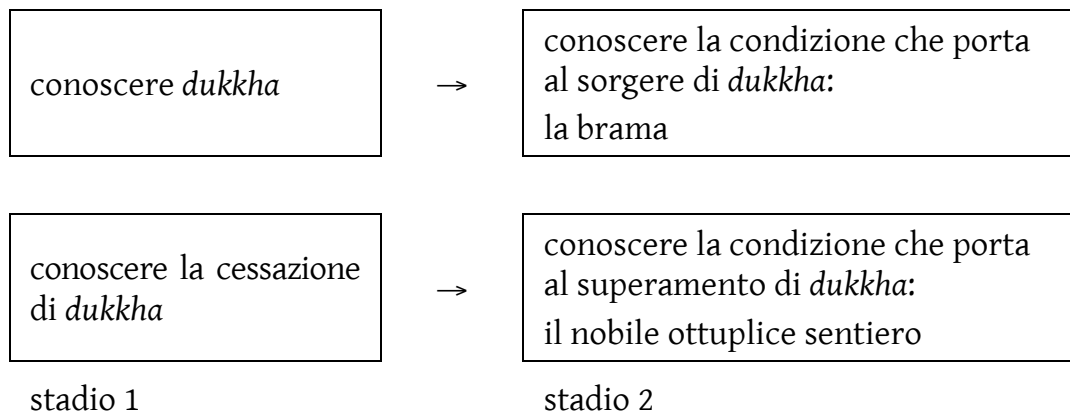 conoscere dukkha
→
conoscere la condizione che porta
al sorgere di dukkha:
la brama
conoscere la cessazione
di dukkha
→
conoscere la condizione che porta
al superamento di dukkha:
il nobile ottuplice sentiero
stadio 1
stadio 2